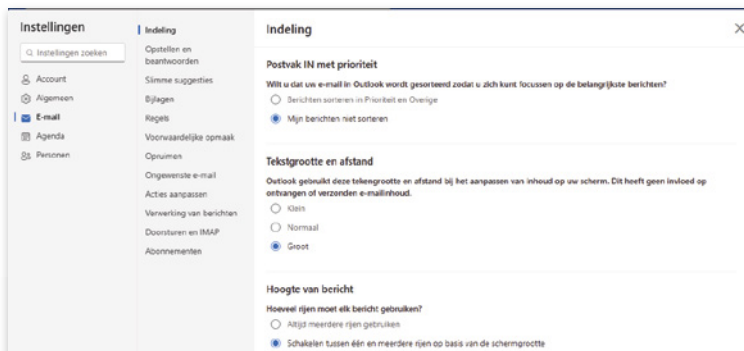 Instellingen
Instellingen zoeken
Account
Algemeen
E-mail
Agenda
Personen
Indeling
Opstellen en
beantwoorden
Slimme suggesties
Bijlagen
Regels
Voorwaardelijke opmaak
Opruimen
Ongewenste e-mail
Acties aanpassen
Verwerking van berichten
Doorsturen en IMAP
Abonnementen
Indeling
Postvak IN met prioriteit
Wilt u dat uw e-mail in Outlook wordt gesorteerd zodat u zich kunt focussen op de belangrijkste berichten?
Berichten sorteren in Prioriteit en Overige
Mijn berichten niet sorteren
Tekstgrootte en afstand
Outlook gebruikt deze tekengrootte en afstand bij het aanpassen van inhoud op uw scherm. Dit heeft geen invloed op
ontvangen of verzonden e-mailinhoud.
Klein
Normaal
Groot
Hoogte van bericht
Hoeveel rijen moet elk bericht gebruiken?
Altijd meerdere rijen gebruiken
Schakelen tussen één en meerdere rijen op basis van de schermgrootte